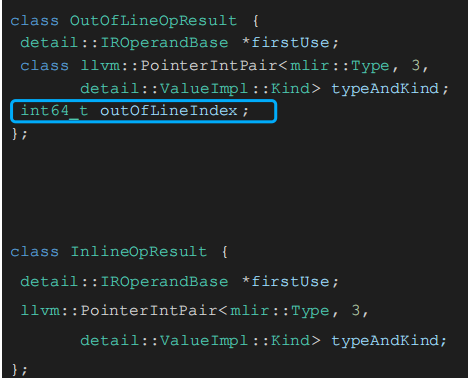 class OutOfLineOpResult {
detail::IROperandBase *firstUse;
class llvm::PointerIntPair<mlir::Type, 3,
detail::ValueImpl::Kind> typeAndKind;
int64_t outOfLineIndex;
};
class InlineOpResult {
detail::IROperandBase *firstUse;
llvm::PointerIntPair<mlir::Type, 3,
detail::ValueImpl::Kind> typeAndKind;
};